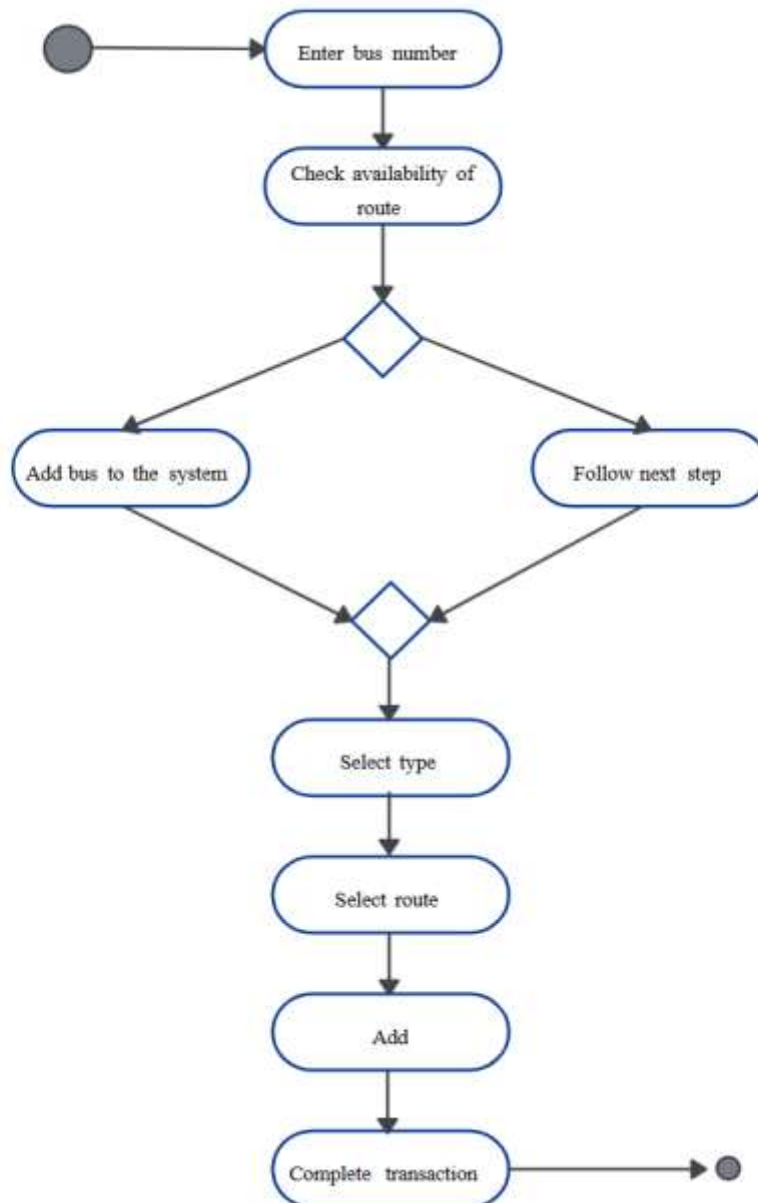 Enter bus number
Check availability of
route
Add bus to the system
Follow next step
Select type
Select route
Add
Complete transaction